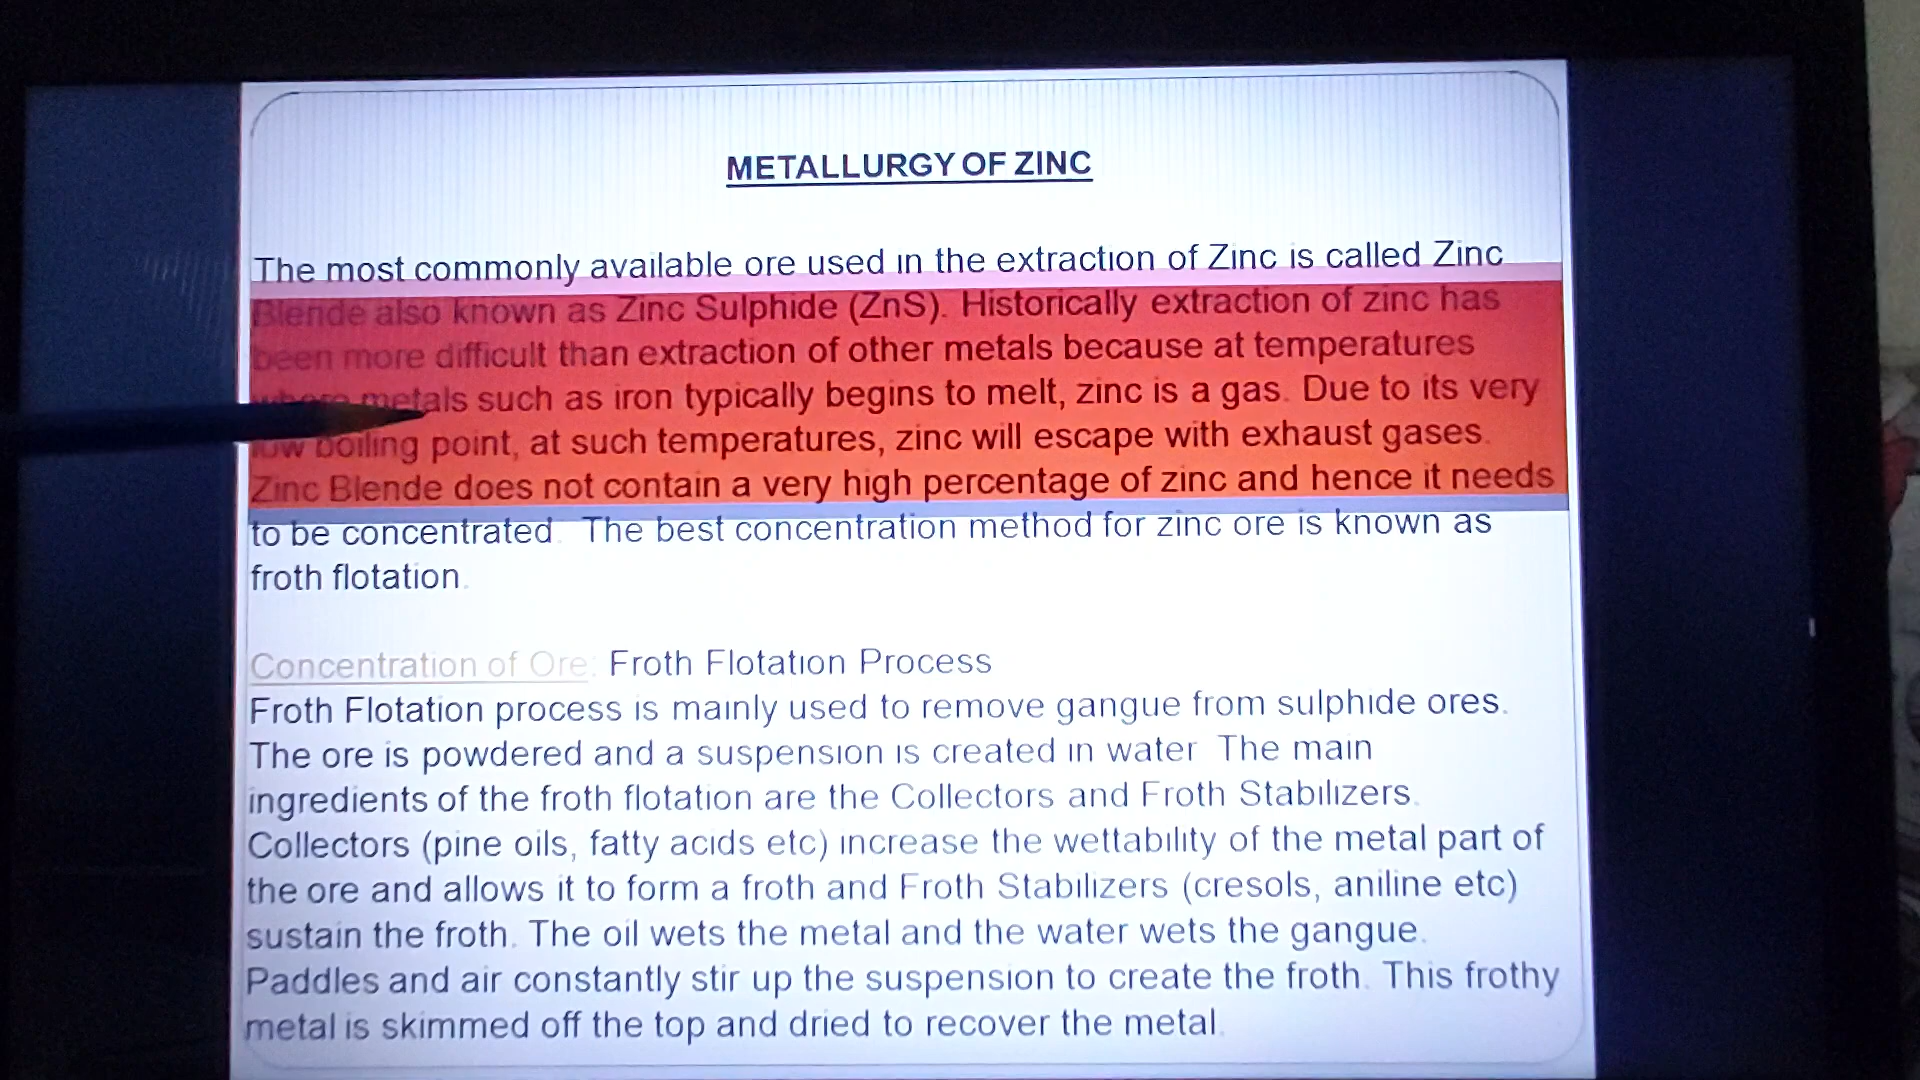 METALLURGY OF ZINC
The most commonly available ore used in the extraction of Zinc is called Zinc
Blende also known as Zinc Sulphide (ZnS). Historically extraction of zinc has
been more difficult than extraction of other metals because at temperatures
where metals such as iron typically begins to melt, zinc is a gas. Due to its very
low boiling point, at such temperatures, zinc will escape with exhaust gases.
Zinc Blende does not contain a very high percentage of zinc and hence it needs
to be concentrated. The best concentration method for zinc ore is known as
froth flotation.
Concentration of Ore: Froth Flotation Process
Froth Flotation process is mainly used to remove gangue from sulphide ores.
The ore is powdered and a suspension is created in water. The main
ingredients of the froth flotation are the Collectors and Froth Stabilizers.
Collectors (pine oils, fatty acids etc) increase the wettability of the metal part of
the ore and allows it to form a froth and Froth Stabilizers (cresols, aniline etc)
sustain the froth. The oil wets the metal and the water wets the gangue.
Paddles and air constantly stir up the suspension to create the froth. This frothy
metal is skimmed off the top and dried to recover the metal.